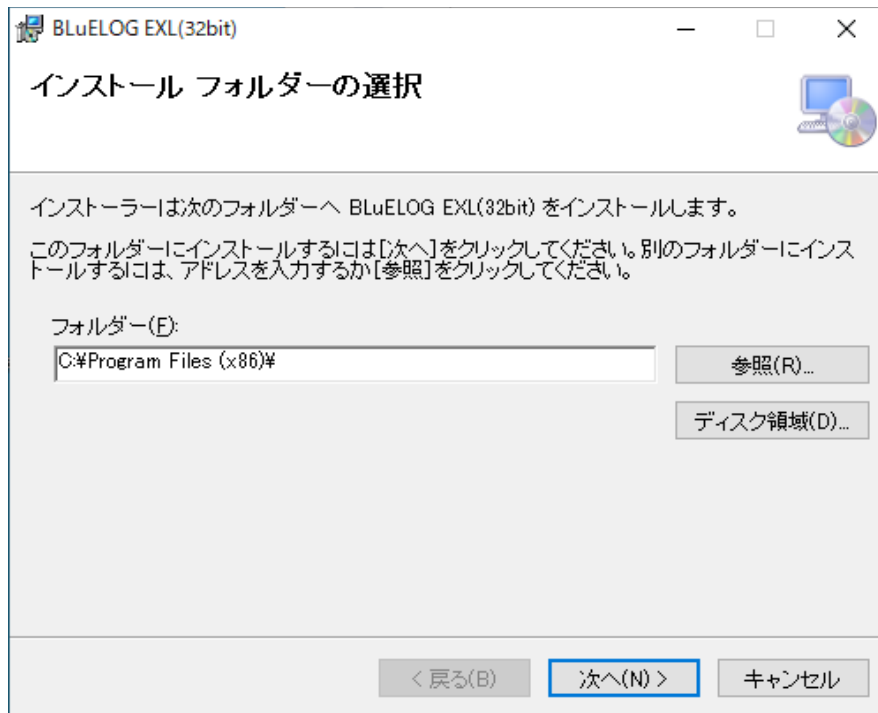 BLuELOG EXL(32bit)
インストール フォルダーの選択
インストーラーは次のフォルダーへ BLuELOG EXL(32bit) をインストールします。
このフォルダーにインストールするには[次へ]をクリックしてください。別のフォルダーにインス
トールするには、アドレスを入力するか[参照]をクリックしてください。
フォルダー(F):
C:¥Program Files (x86)¥
参照(R)...
ディスク領域(D)...
< 戻る(B)
次へ(N) >
キャンセル